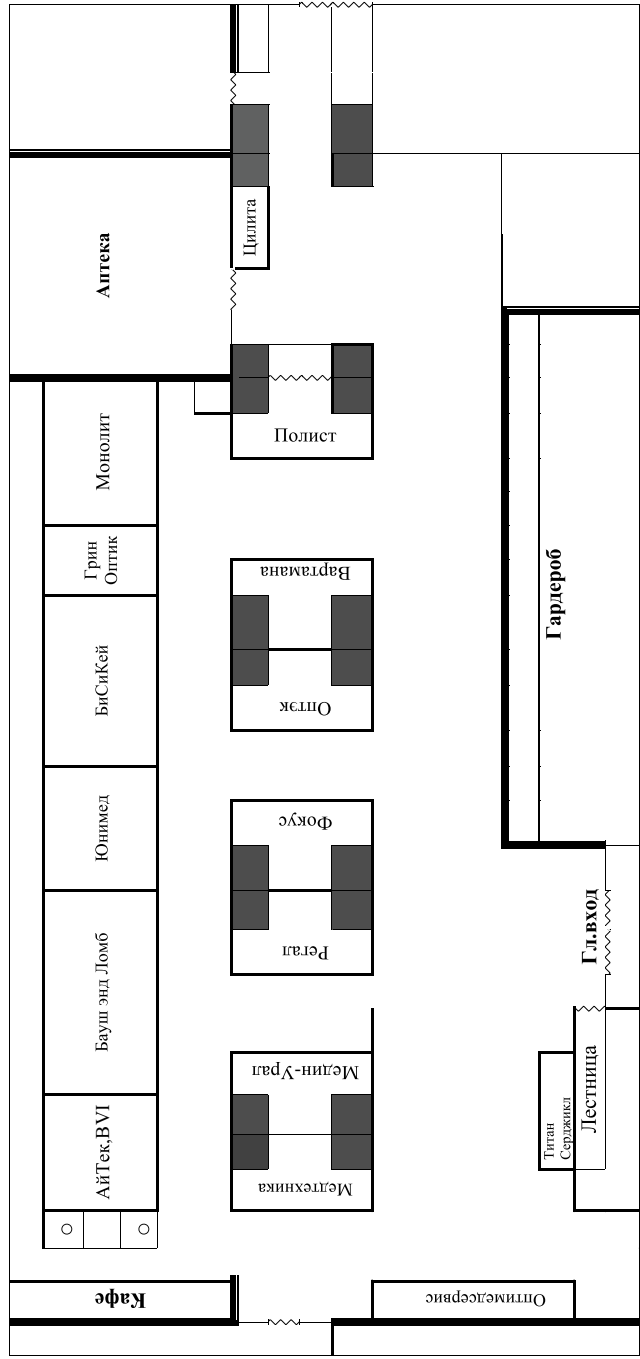 Цилита
Аптека
Полист
Монолит
Грин
Оптик
Вартамана
Гардероб
БиСиКей
Оптэк
Юнимед
Фокус
Гл.вход
Регал
Бауш энд Ломб
Медин-Урал
Лестница
Титан
Серджикл
АйТек,BVI
Медтехника
Кафе
Оптимедсервис